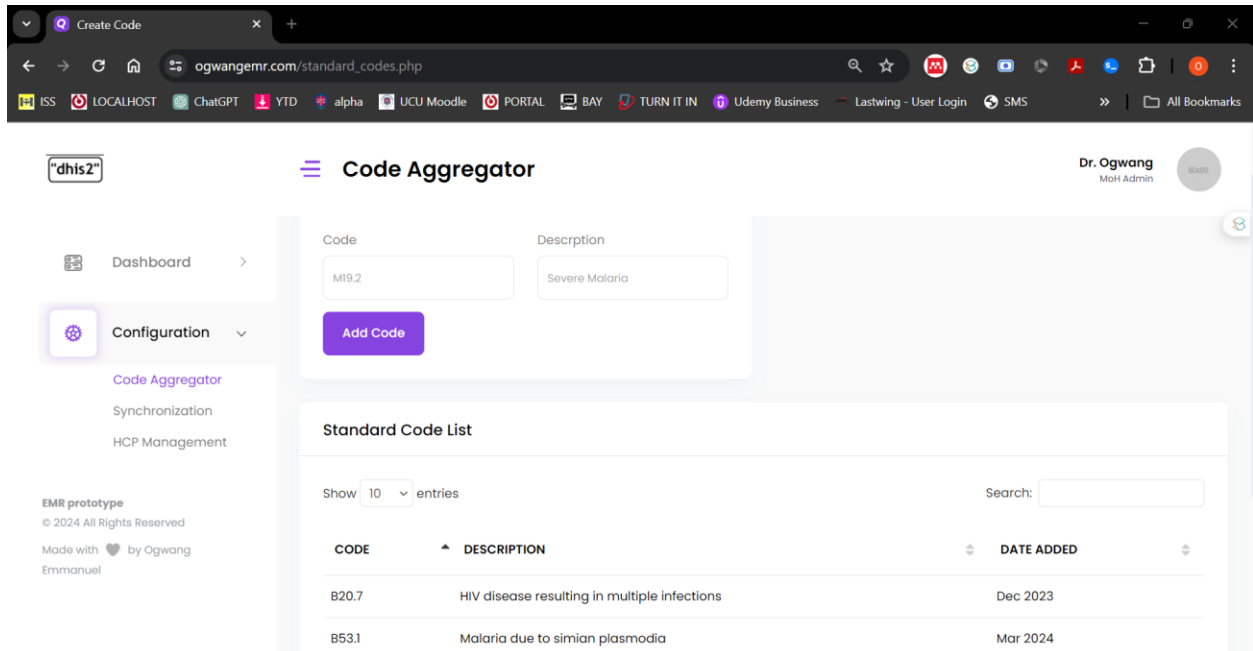 Create Code
ogwangemr.com/standard_codes.php
ISS LOCALHOST ChatGPT YTD alpha UCU Moodle PORTAL BAY TURN IT IN Udemy Business Lastwing - User Login SMS » All Bookmarks
"dhis2"
Code Aggregator
Dr. Ogwang
MoH Admin
60x60
Dashboard
Configuration
Code Aggregator
Synchronization
HCP Management
EMR prototype
© 2024 All Rights Reserved
Made with by Ogwang
Emmanuel
Code Descrption
M19.2 Severe Malaria
Add Code
Standard Code List
Show 10 entries Search:
CODE DESCRIPTION DATE ADDED
B20.7 HIV disease resulting in multiple infections Dec 2023
B53.1 Malaria due to simian plasmodia Mar 2024